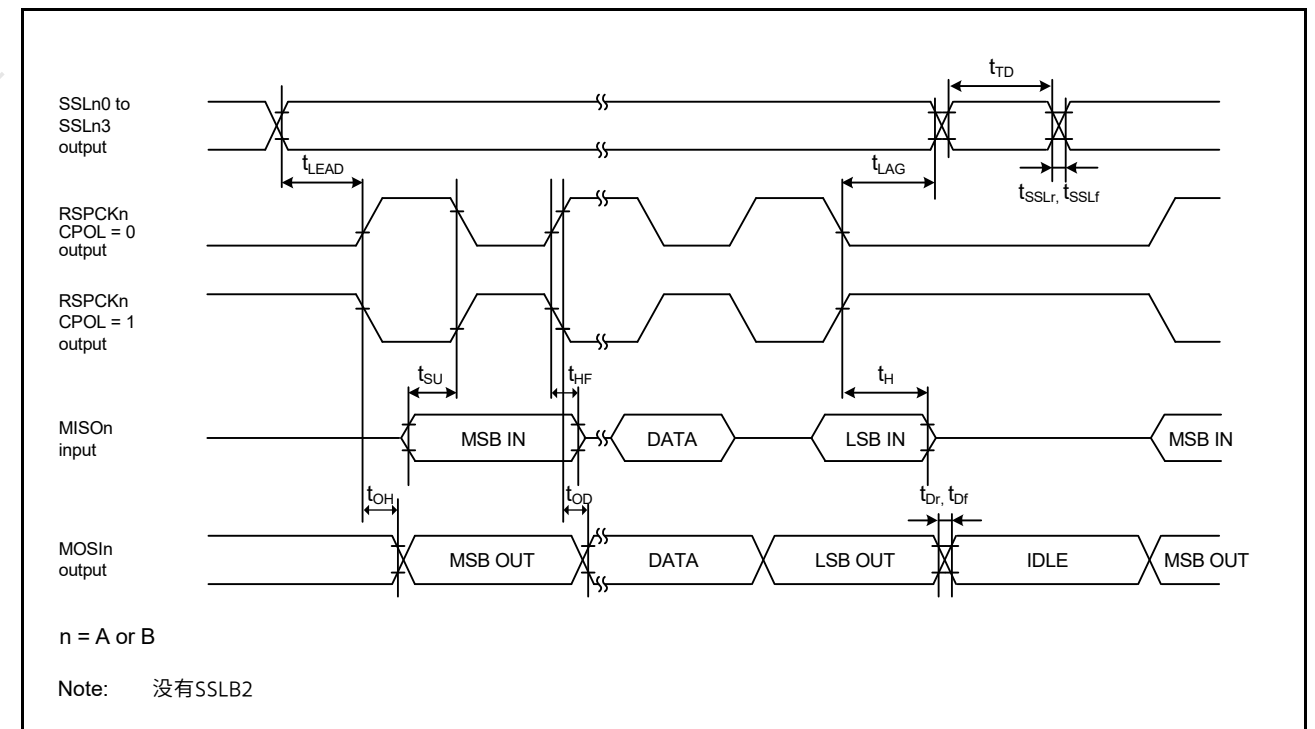 tTD
SSLn0 to
SSLn3
output
tLEAD
tLAG
tSSLr, tSSLf
RSPCKn
CPOL = 0
output
RSPCKn
CPOL = 1
output
tSU
tHF
tH
MISOn
input
MSB IN
DATA
LSB IN
MSB IN
tOH
tOD
tDr, tDf
MOSIn
output
MSB OUT
DATA
LSB OUT
IDLE
MSB OUT
n = A or B
Note: 没有SSLB2